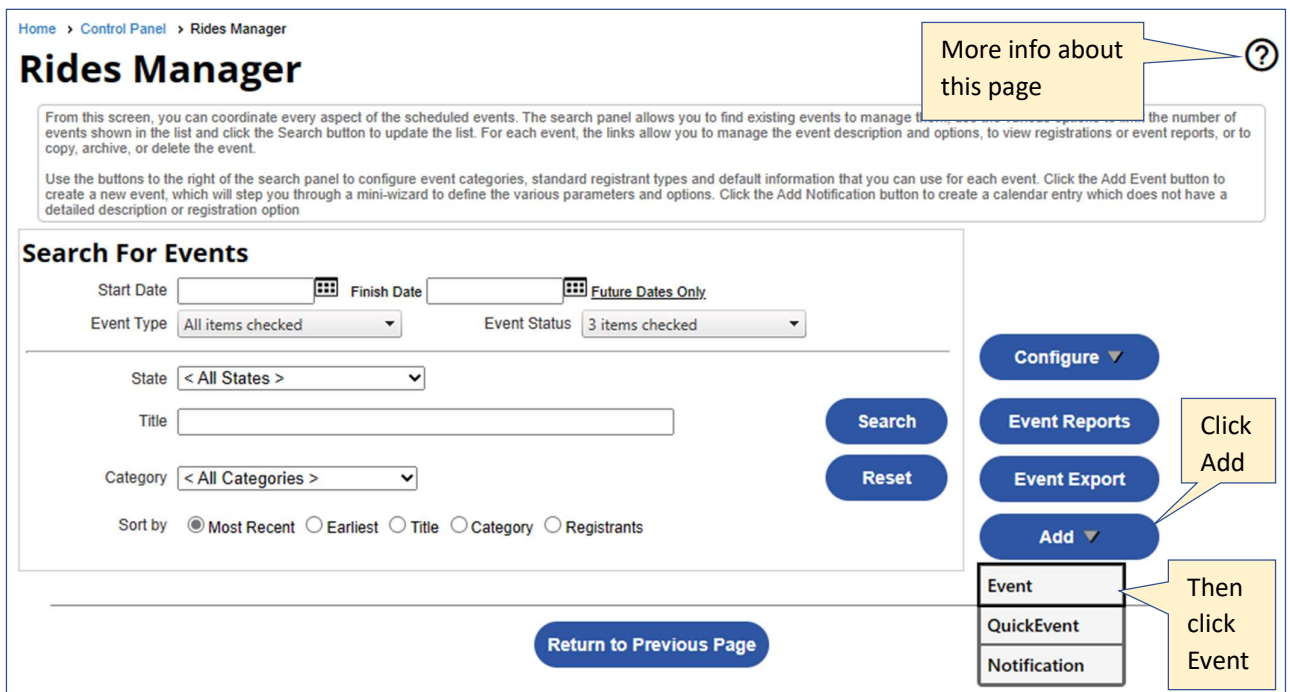 Home > Control Panel > Rides Manager
Rides Manager
More info about
this page
From this screen, you can coordinate every aspect of the scheduled events. The search panel allows you to find existing events to manage the number of
events shown in the list and click the Search button to update the list. For each event, the links allow you to manage the event description and options, to view registrations or event reports, or to
copy, archive, or delete the event.
Use the buttons to the right of the search panel to configure event categories, standard registrant types and default information that you can use for each event. Click the Add Event button to
create a new event, which will step you through a mini-wizard to define the various parameters and options. Click the Add Notification button to create a calendar entry which does not have a
detailed description or registration option
Search For Events
Start Date Finish Date Future Dates Only
Event Type All items checked Event Status 3 items checked
State < All States >
Title
Category < All Categories >
Sort by Most Recent Earliest Title Category Registrants
Search
Reset
Configure
Event Reports
Event Export
Add
Click
Add
Event
QuickEvent
Notification
Then
click
Event
Return to Previous Page